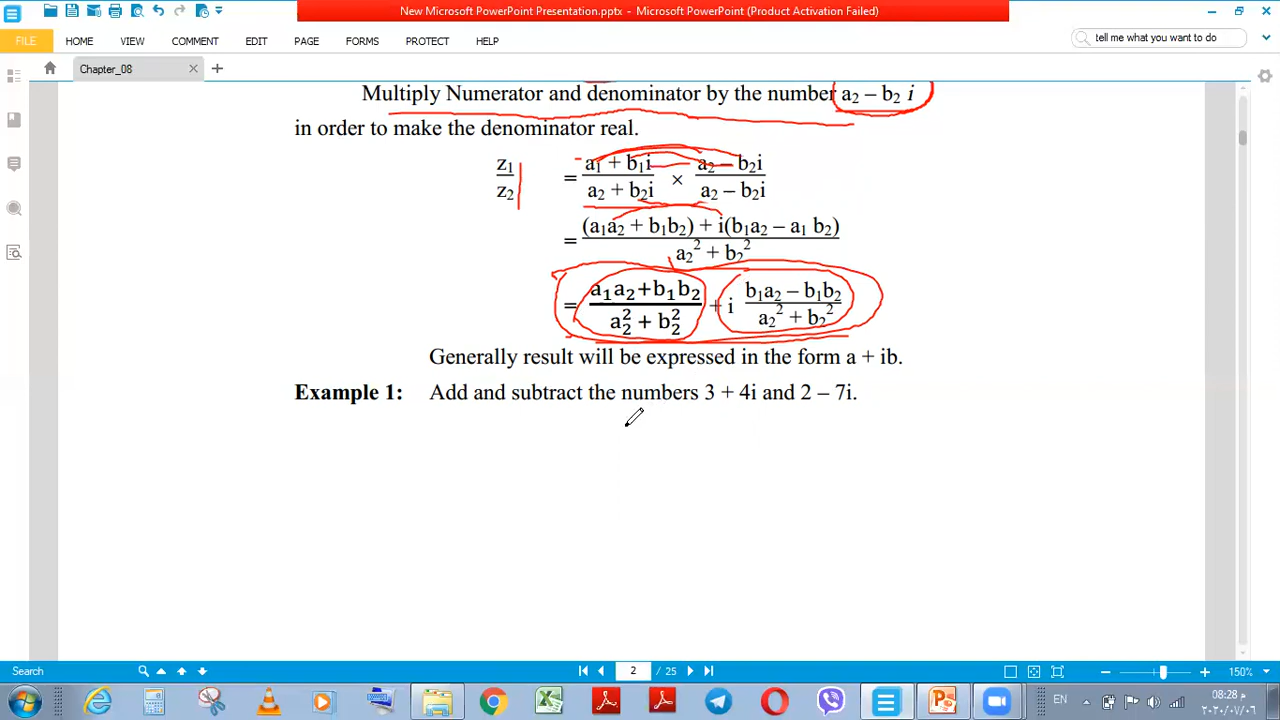 New Microsoft PowerPoint Presentation.pptx - Microsoft PowerPoint (Product Activation Failed)
FILE HOME VIEW COMMENT EDIT PAGE FORMS PROTECT HELP
tell me what you want to do
Chapter_08
Multiply Numerator and denominator by the number a₂ – b₂ i
in order to make the denominator real.
z₁/z₂ = (a₁ + b₁i)/(a₂ + b₂i) × (a₂ – b₂i)/(a₂ – b₂i)
= ((a₁a₂ + b₁b₂) + i(b₁a₂ – a₁ b₂))/(a₂² + b₂²)
= (a₁a₂+b₁b₂)/(a₂² + b₂²) + i (b₁a₂ – b₁b₂)/(a₂² + b₂²)
Generally result will be expressed in the form a + ib.
Example 1: Add and subtract the numbers 3 + 4i and 2 – 7i.
Search 2 / 25 150%
EN 08:28 م
٢٠٢٠/٠٧/٠٦